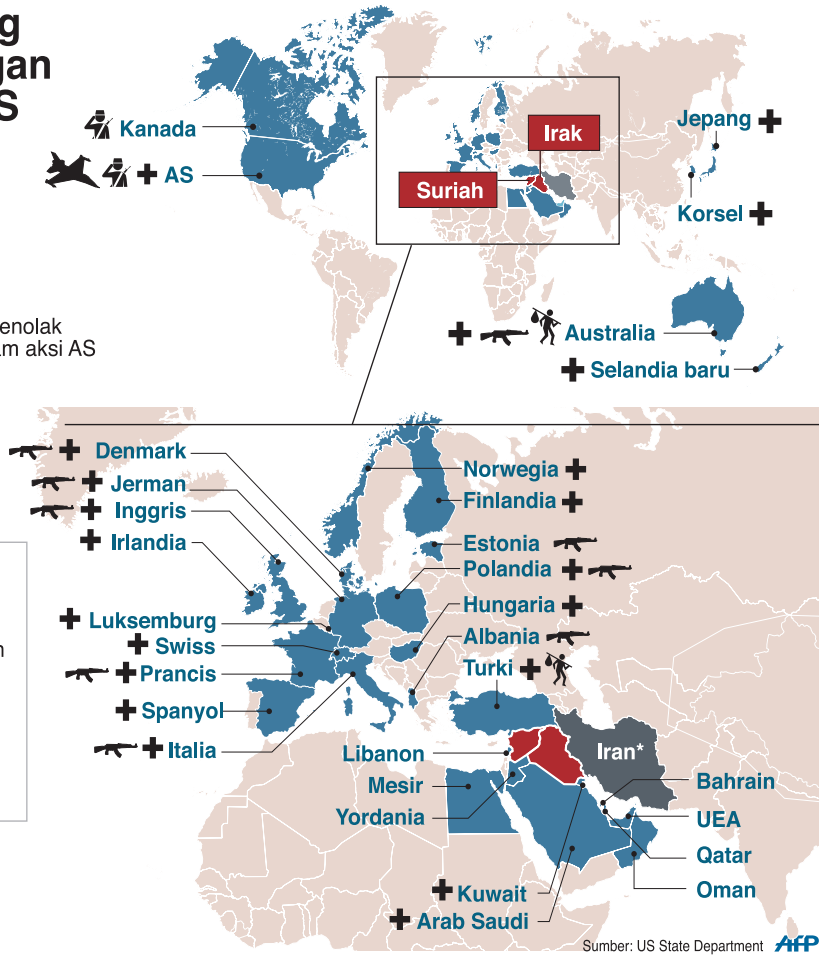 g
gan
S
Kanada
AS
Irak
Suriah
Jepang
Korsel
enolak
m aksi AS
Australia
Selandia baru
Denmark
Jerman
Inggris
Irlandia
Luksemburg
Swiss
Prancis
Spanyol
Italia
Norwegia
Finlandia
Estonia
Polandia
Hungaria
Albania
Turki
Libanon
Mesir
Yordania
Iran*
Bahrain
UEA
Qatar
Oman
Kuwait
Arab Saudi
n
Sumber: US State Department AFP